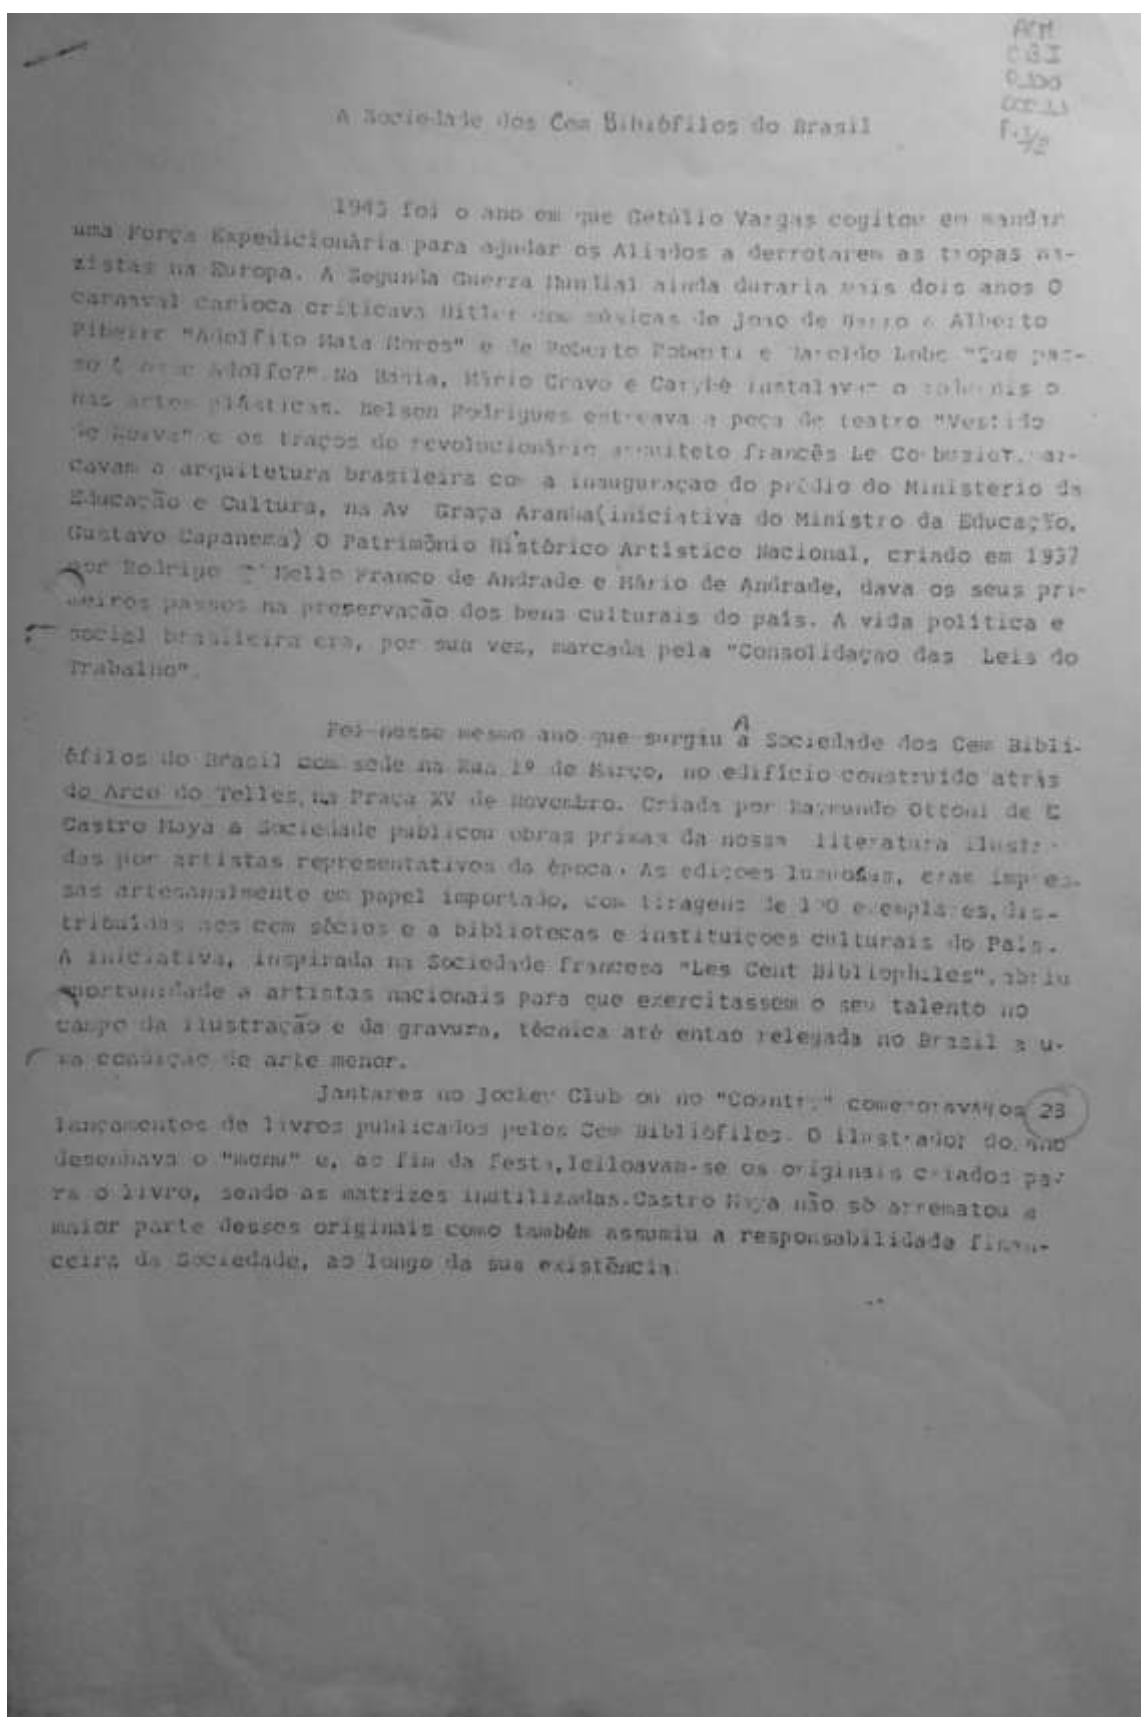 ACM
CBI
A Sociedade dos Cem Bibliófilos do Brasil
1943 foi o ano em que Getúlio Vargas cogitou em mandar
uma Força Expedicionária para ajudar os Aliados a derrotarem as tropas na-
zistas na Europa. A Segunda Guerra Mundial ainda duraria mais dois anos O
carnaval carioca criticava Hitler com músicas de João de Barro e Alberto
Ribeiro "Adolfito Mata Moros" e de Roberto Roberti e Haroldo Lobo "Que pas-
so é esse Adolfo?". Na Bahia, Mário Cravo e Carybé instalavam o
nas artes plásticas. Nelson Rodrigues estreava a peça de teatro "Vestido
de Noiva" e os traços do revolucionário arquiteto francês Le Corbusier, mar-
cavam a arquitetura brasileira com a inauguração do prédio do Ministerio da
Educação e Cultura, na Av Graça Aranha(iniciativa do Ministro da Educação,
Gustavo Capanema) O Patrimônio Histórico Artistico Nacional, criado em 1937
por Rodrigo Mello Franco de Andrade e Mário de Andrade, dava os seus pri-
meiros passos na preservação dos bens culturais do país. A vida política e
social brasileira era, por sua vez, marcada pela "Consolidaçao das Leis do
Trabalho".
Foi nesse mesmo ano que surgiu A Sociedade dos Cem Bibli-
ófilos do Brasil com sede na Rua 1º de Março, no edifício construido atrás
do Arco do Telles, na Praça XV de Novembro. Criada por Raymundo Ottoni de
Castro Maya a Sociedade publicou obras primas da nossa literatura ilustra-
das por artistas representativos da época. As ediçoes luxuosas, eram impres-
sas artesanalmente em papel importado, com tiragens de exemplares, dis-
tribuídas aos cem sócios e a bibliotecas e instituiçoes culturais do País.
A iniciativa, inspirada na Sociedade francesa "Les Cent Bibliophiles", abriu
oportunidade a artistas nacionais para que exercitassem o seu talento no
campo da ilustração e da gravura, técnica até entao relegada no Brasil a u-
ma condiçao de arte menor.
Jantares no Jockey Club ou no "Country" comemoravam os 23
lançamentos de livros publicados pelos Cem Bibliófilos. O ilustrador do ano
desenhava o "menu" e, ao fim da festa, leiloavam-se os originais criados pa-
ra o livro, sendo as matrizes inutilizadas. Castro Maya não só arrematou a
maior parte desses originais como também assumiu a responsabilidade finan-
ceira da Sociedade, ao longo da sua existência.